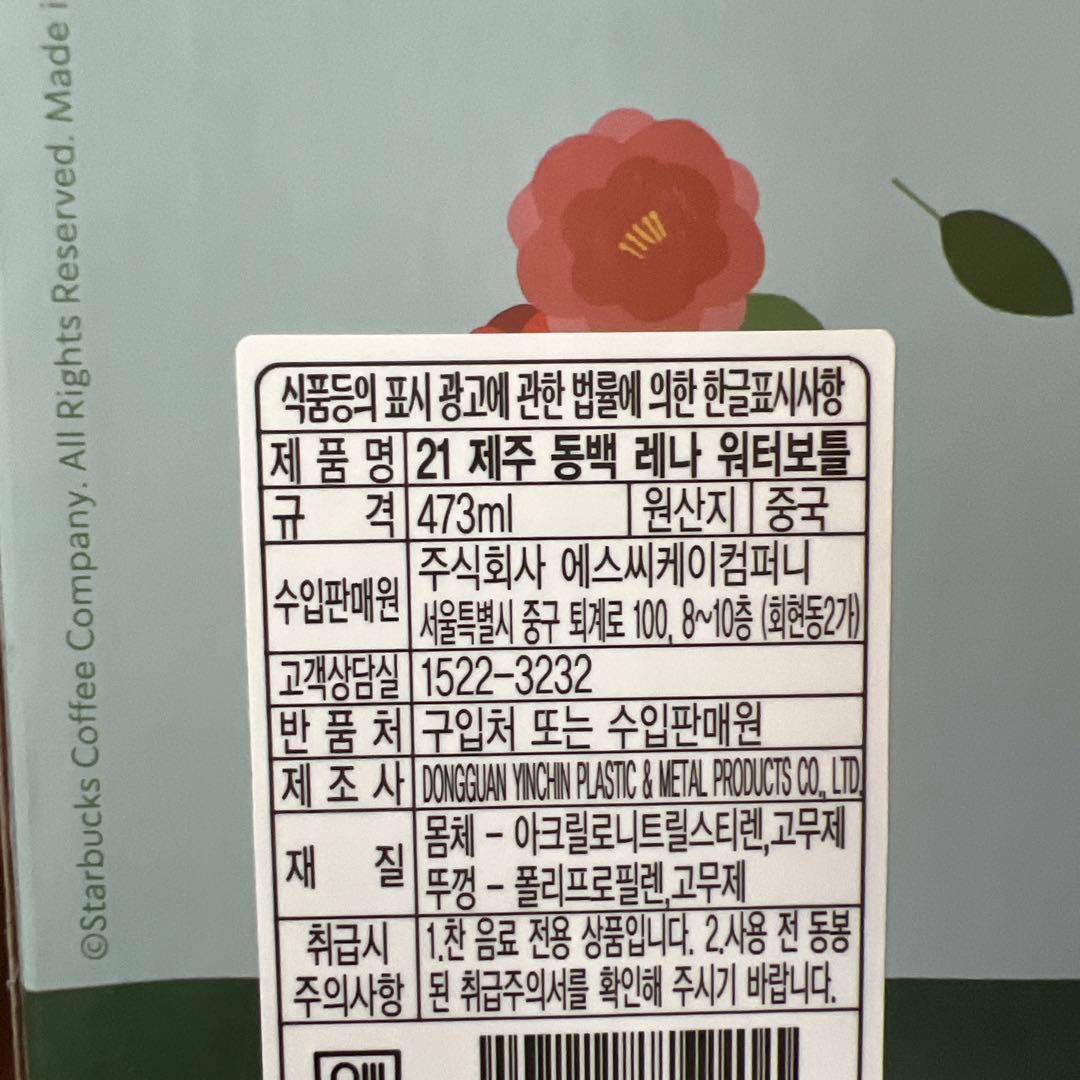 ©Starbucks Coffee Company. All Rights Reserved. Made
식품등의 표시 광고에 관한 법률에 의한 한글표시사항
제 품 명 21 제주 동백 레나 워터보틀
규 격 473ml 원산지 중국
수입판매원 주식회사 에스씨케이컴퍼니
서울특별시 중구 퇴계로 100, 8~10층 (회현동2가)
고객상담실 1522-3232
반 품 처 구입처 또는 수입판매원
제 조 사 DONGGUAN YINCHIN PLASTIC & METAL PRODUCTS CO., LTD.
재 질 몸체 - 아크릴로니트릴스티렌,고무제
뚜껑 - 폴리프로필렌,고무제
취급시 주의사항 1.찬 음료 전용 상품입니다. 2.사용 전 동봉
된 취급주의서를 확인해 주시기 바랍니다.